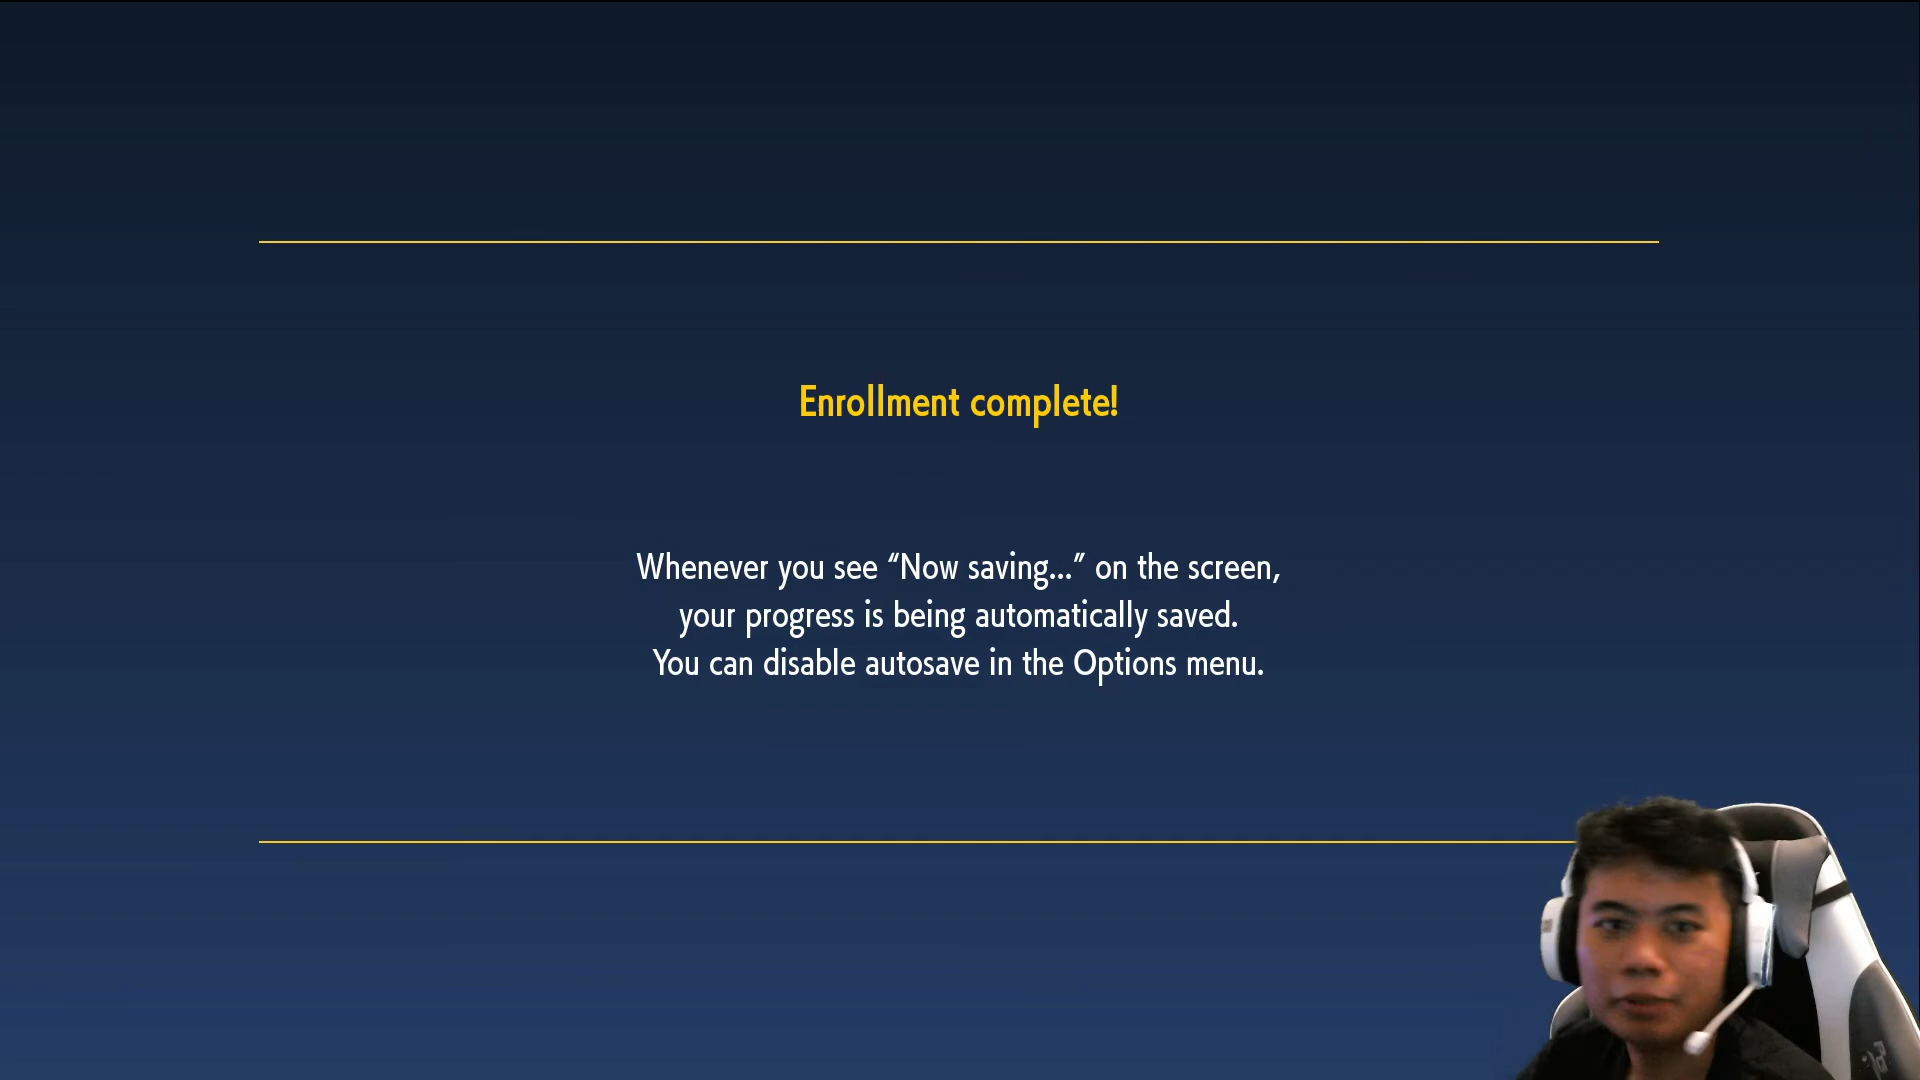 Enrollment complete!
Whenever you see “Now saving...” on the screen,
your progress is being automatically saved.
You can disable autosave in the Options menu.